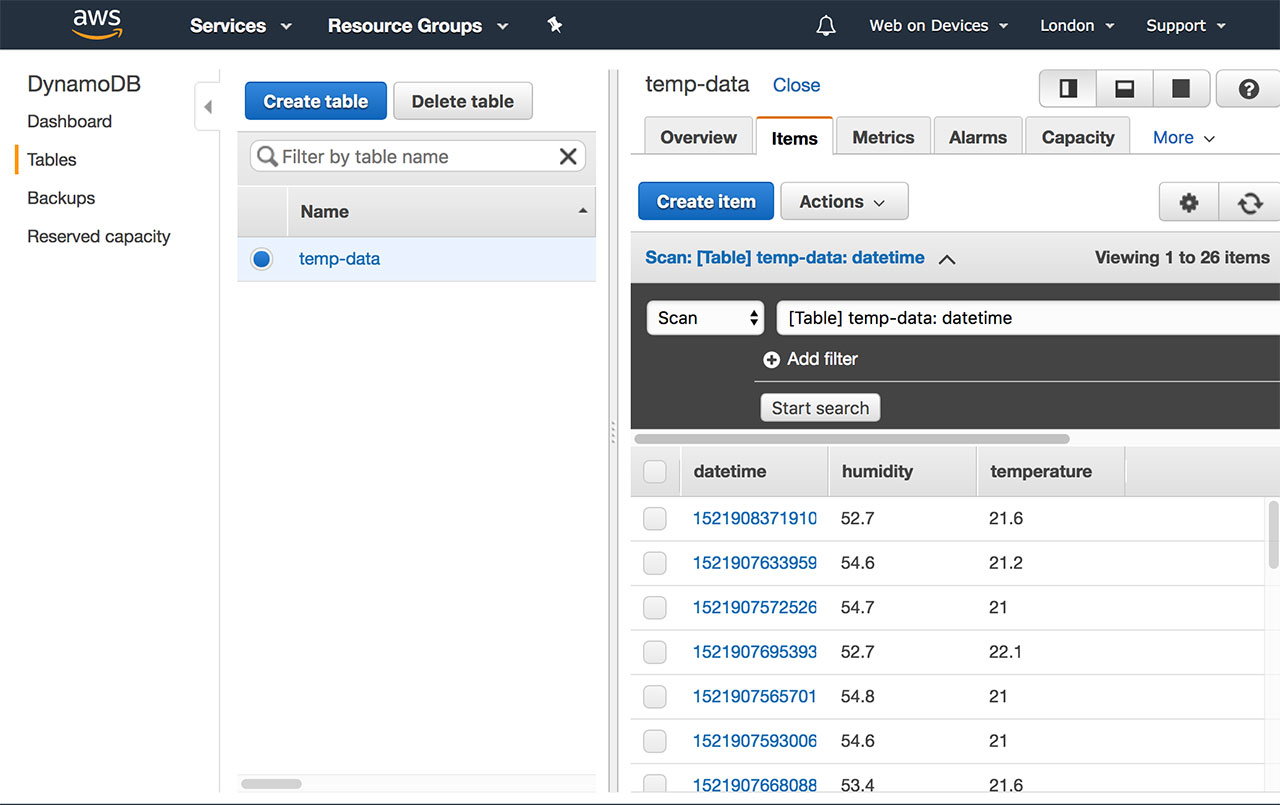 aws Services Resource Groups Web on Devices London Support
DynamoDB
Dashboard
Tables
Backups
Reserved capacity
Create table Delete table
Filter by table name
Name
temp-data
temp-data Close
Overview Items Metrics Alarms Capacity More
Create item Actions
Scan: [Table] temp-data: datetime Viewing 1 to 26 items
Scan [Table] temp-data: datetime
Add filter
Start search
datetime humidity temperature
1521908371910 52.7 21.6
1521907633959 54.6 21.2
1521907572526 54.7 21
1521907695393 52.7 22.1
1521907565701 54.8 21
1521907593006 54.6 21
1521907668088 53.4 21.6